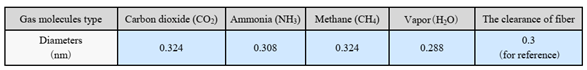 Gas molecules type Carbon dioxide (CO₂) Ammonia (NH₃) Methane (CH₄) Vapor (H₂O) The clearance of fiber
Diameters (nm) 0.324 0.308 0.324 0.288 0.3 (for reference)